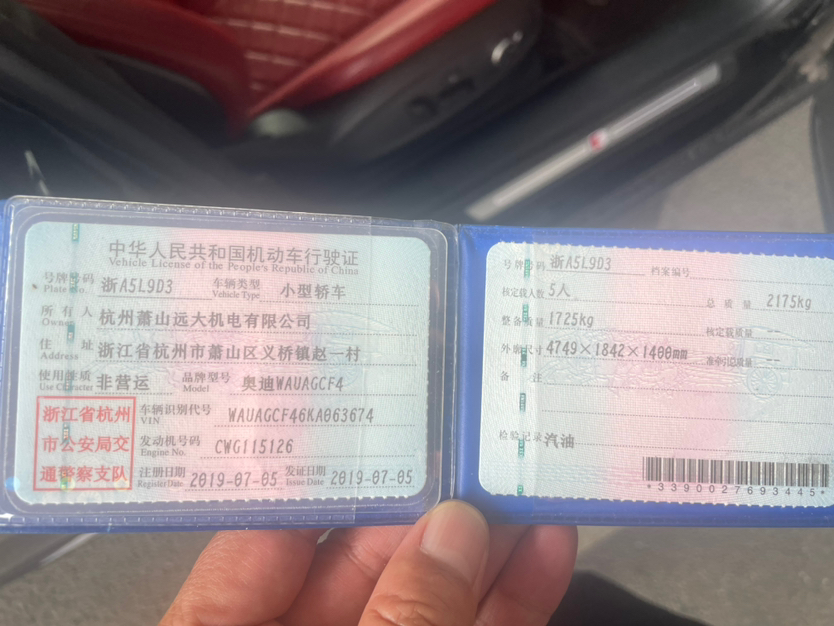 中华人民共和国机动车行驶证
Vehicle License of the People's Republic of China
号牌号码 浙A5L9D3 车辆类型 小型轿车
Plate No. Vehicle Type
所有人 杭州萧山远大机电有限公司
Owner
住址 浙江省杭州市萧山区义桥镇赵一村
Address
使用性质 非营运 品牌型号 奥迪WAUAGCF4
Use Character Model
浙江省杭州
市公安局交
通警察支队
车辆识别代号 WAUAGCF46KA063674
VIN
发动机号码 CWG115126
Engine No.
注册日期 2019-07-05 发证日期 2019-07-05
Register Date Issue Date
号牌号码 浙A5L9D3 档案编号
核定载人数 5人 总质量 2175kg
整备质量 1725kg 核定载质量 --
外廓尺寸 4749×1842×1400mm 准牵引总质量 --
备注
检验记录 汽油
*3390027693445*